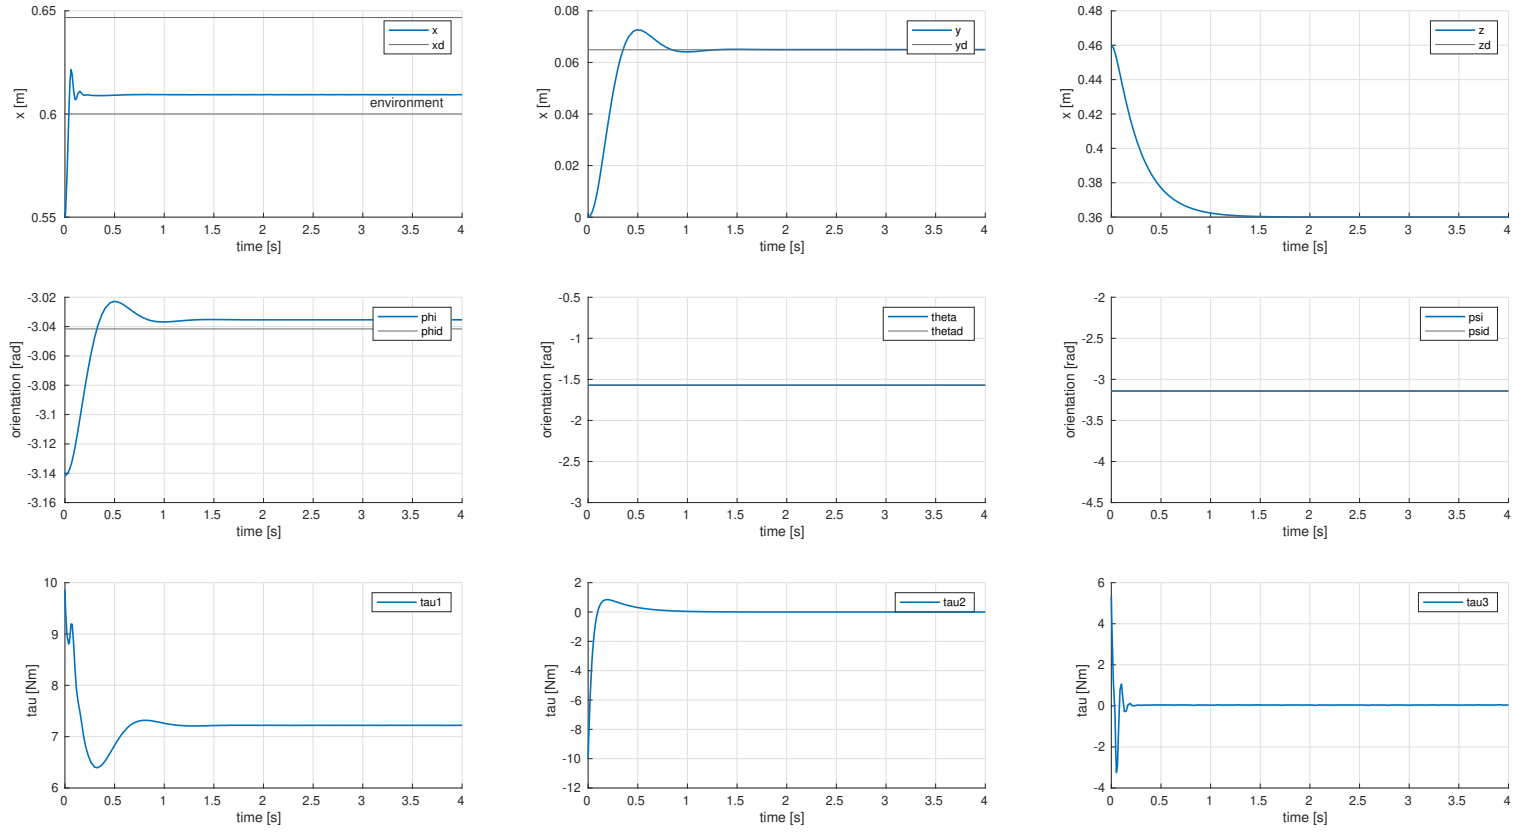 0.65
0.6
0.55
x [m]
x
xd
environment
0 0.5 1 1.5 2 2.5 3 3.5 4
time [s]
0.08
0.06
0.04
0.02
0
x [m]
y
yd
0 0.5 1 1.5 2 2.5 3 3.5 4
time [s]
0.48
0.46
0.44
0.42
0.4
0.38
0.36
x [m]
z
zd
0 0.5 1 1.5 2 2.5 3 3.5 4
time [s]
-3.02
-3.04
-3.06
-3.08
-3.1
-3.12
-3.14
-3.16
orientation [rad]
phi
phid
0 0.5 1 1.5 2 2.5 3 3.5 4
time [s]
-0.5
-1
-1.5
-2
-2.5
-3
orientation [rad]
theta
thetad
0 0.5 1 1.5 2 2.5 3 3.5 4
time [s]
-2
-2.5
-3
-3.5
-4
-4.5
orientation [rad]
psi
psid
0 0.5 1 1.5 2 2.5 3 3.5 4
time [s]
10
9
8
7
6
tau [Nm]
tau1
0 0.5 1 1.5 2 2.5 3 3.5 4
time [s]
2
0
-2
-4
-6
-8
-10
-12
tau [Nm]
tau2
0 0.5 1 1.5 2 2.5 3 3.5 4
time [s]
6
4
2
0
-2
-4
tau [Nm]
tau3
0 0.5 1 1.5 2 2.5 3 3.5 4
time [s]